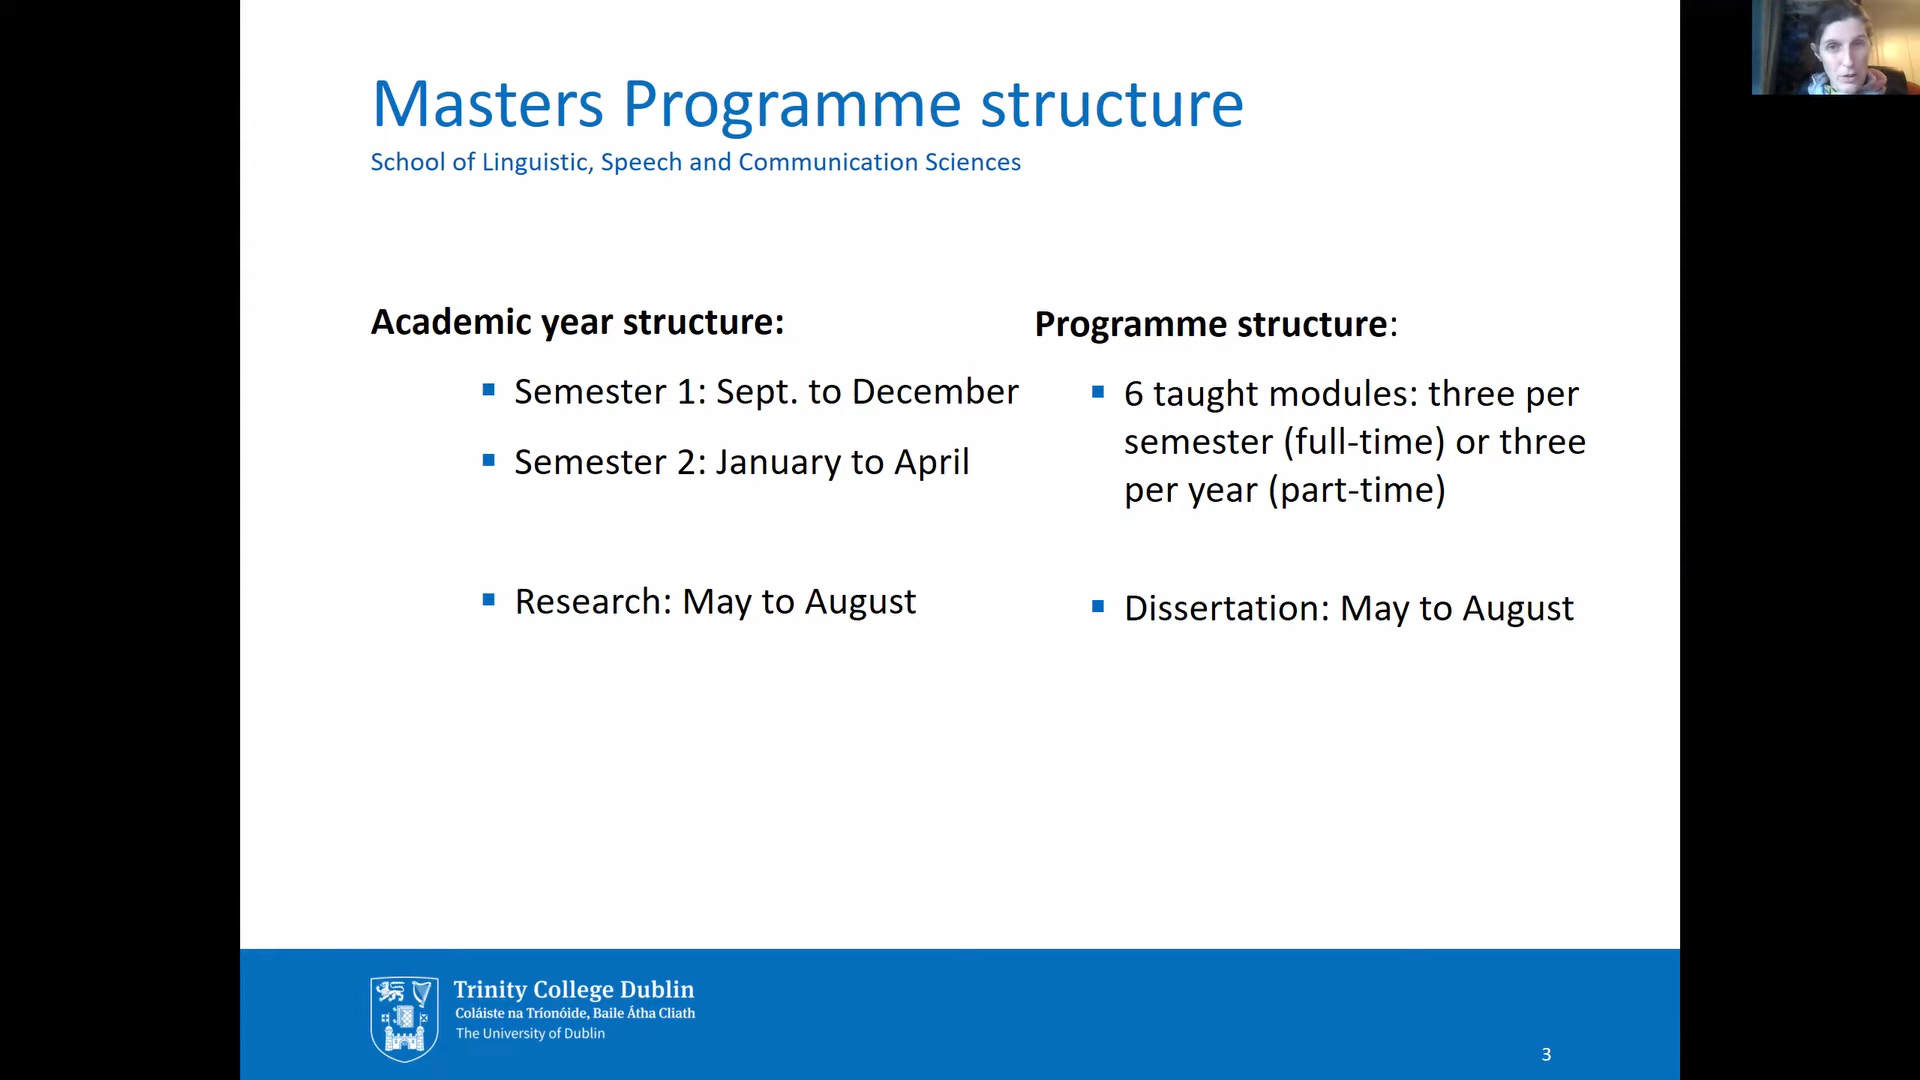 Masters Programme structure
School of Linguistic, Speech and Communication Sciences
Academic year structure:
Semester 1: Sept. to December
Semester 2: January to April
Research: May to August
Programme structure:
6 taught modules: three per
semester (full-time) or three
per year (part-time)
Dissertation: May to August
Trinity College Dublin
Coláiste na Tríonóide, Baile Átha Cliath
The University of Dublin
3